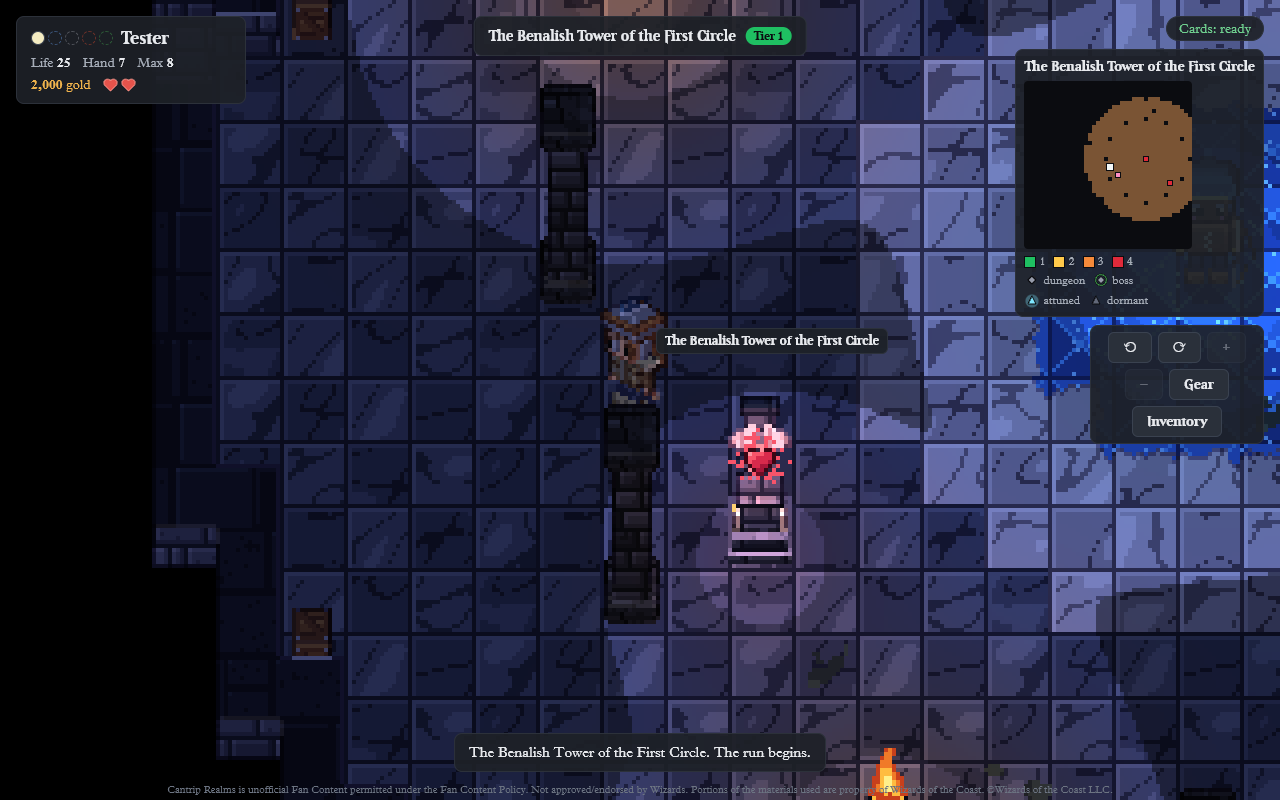 Tester
Life 25 Hand 7 Max 8
2,000 gold
The Benalish Tower of the First Circle Tier 1
Cards: ready
The Benalish Tower of the First Circle
1 2 3 4
dungeon boss
attuned dormant
Gear
Inventory
The Benalish Tower of the First Circle
The Benalish Tower of the First Circle. The run begins.
Cantrip Realms is unofficial Fan Content permitted under the Fan Content Policy. Not approved/endorsed by Wizards. Portions of the materials used are property of Wizards of the Coast. ©Wizards of the Coast LLC.